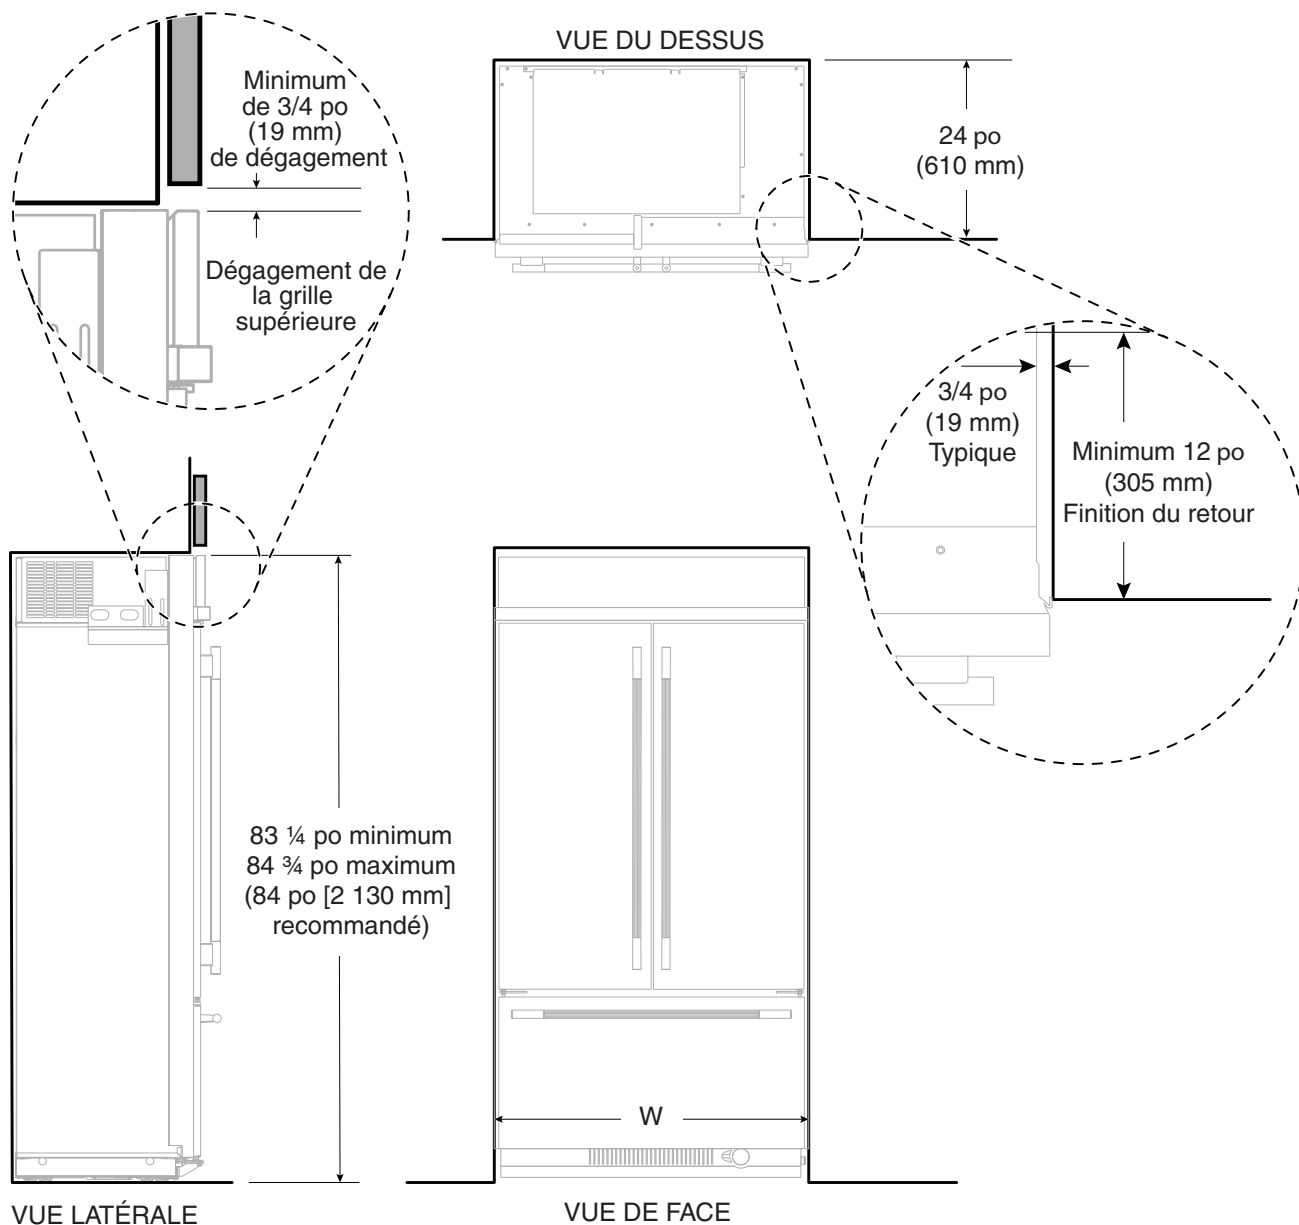 VUE DU DESSUS
Minimum
de 3/4 po
(19 mm)
de dégagement
24 po
(610 mm)
Dégagement de
la grille
supérieure
3/4 po
(19 mm)
Typique
Minimum 12 po
(305 mm)
Finition du retour
83 ¼ po minimum
84 ¾ po maximum
(84 po [2 130 mm]
recommandé)
W
VUE LATÉRALE
VUE DE FACE